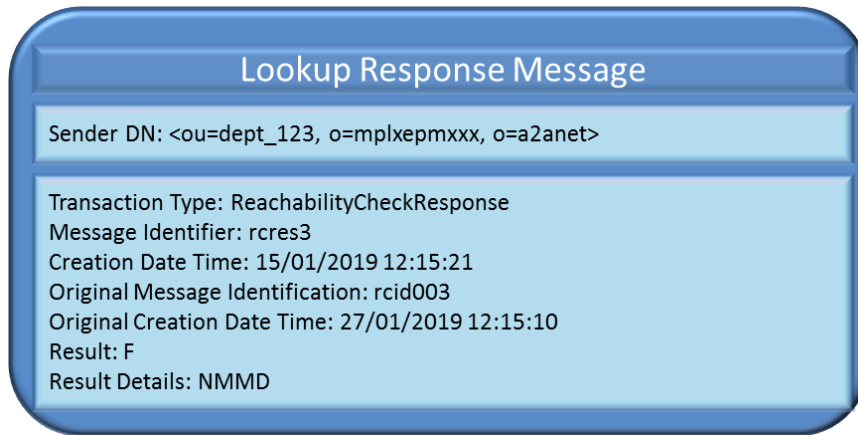 Lookup Response Message
Sender DN: <ou=dept_123, o=mplxepmxxx, o=a2anet>
Transaction Type: ReachabilityCheckResponse
Message Identifier: rcres3
Creation Date Time: 15/01/2019 12:15:21
Original Message Identification: rcid003
Original Creation Date Time: 27/01/2019 12:15:10
Result: F
Result Details: NMMD